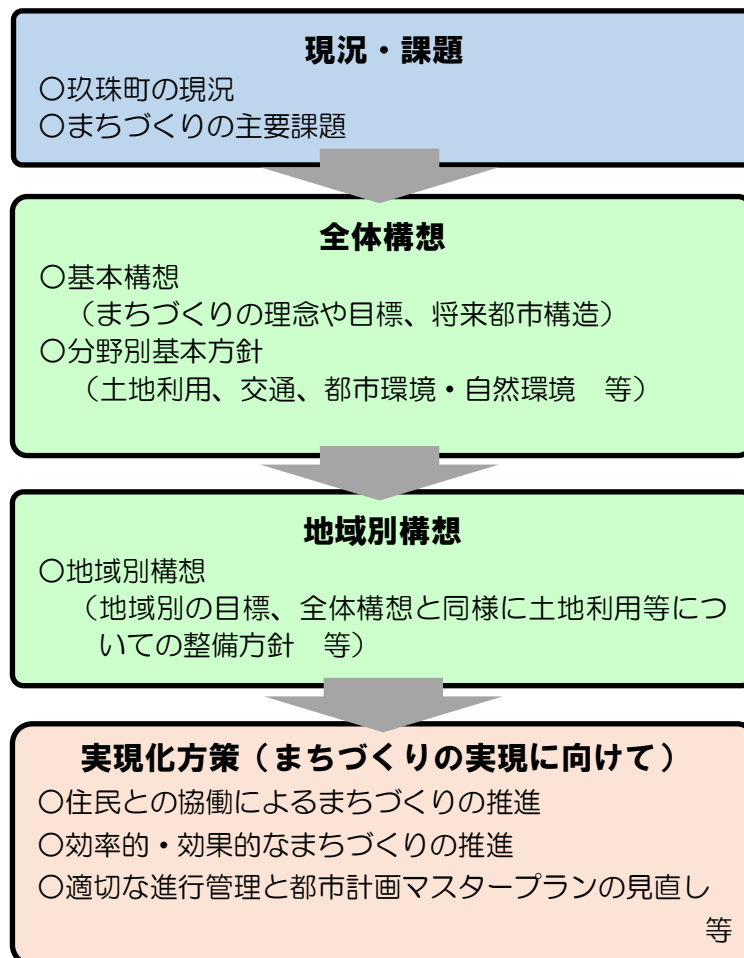 現況・課題
〇玖珠町の現況
〇まちづくりの主要課題
全体構想
〇基本構想
（まちづくりの理念や目標、将来都市構造）
〇分野別基本方針
（土地利用、交通、都市環境・自然環境　等）
地域別構想
〇地域別構想
（地域別の目標、全体構想と同様に土地利用等につ
いての整備方針　等）
実現化方策（まちづくりの実現に向けて）
〇住民との協働によるまちづくりの推進
〇効率的・効果的なまちづくりの推進
〇適切な進行管理と都市計画マスタープランの見直し
等